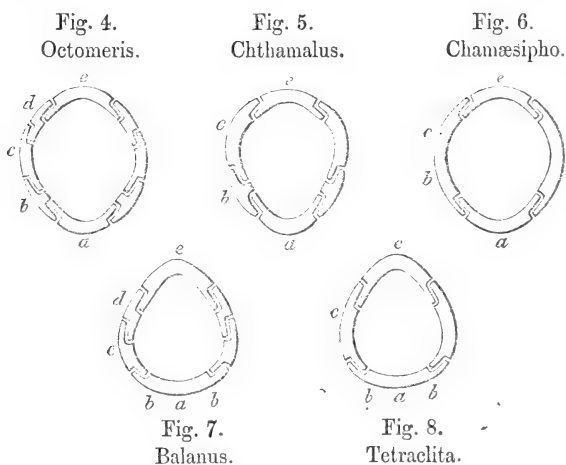 Fig. 4.
Octomeris.
Fig. 5.
Chthamalus.
Fig. 6.
Chamæsipho.
e
d
c
b
a
e
c
b
a
e
c
b
a
e
d
c
b a b
c
c
b a b
Fig. 7.
Balanus.
Fig. 8.
Tetraclita.